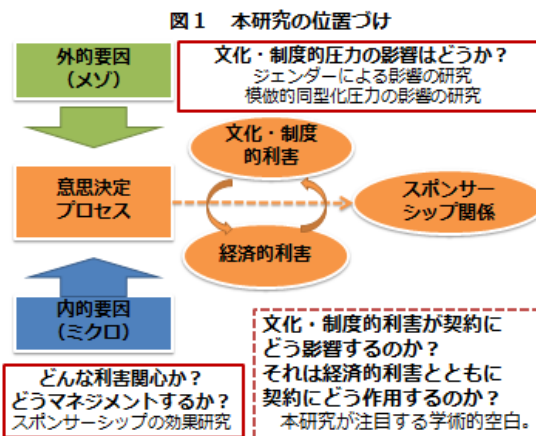 図1 本研究の位置づけ
外的要因
(メゾ)
文化・制度的圧力の影響はどうか?
ジェンダーによる影響の研究
模倣的同型化圧力の影響の研究
文化・制度
的利害
意思決定
プロセス
スポンサー
シップ関係
経済的利害
内的要因
(ミクロ)
どんな利害関心か?
どうマネジメントするか?
スポンサーシップの効果研究
文化・制度的利害が契約に
どう影響するのか?
それは経済的利害とともに
契約にどう作用するのか?
本研究が注目する学術的空白。